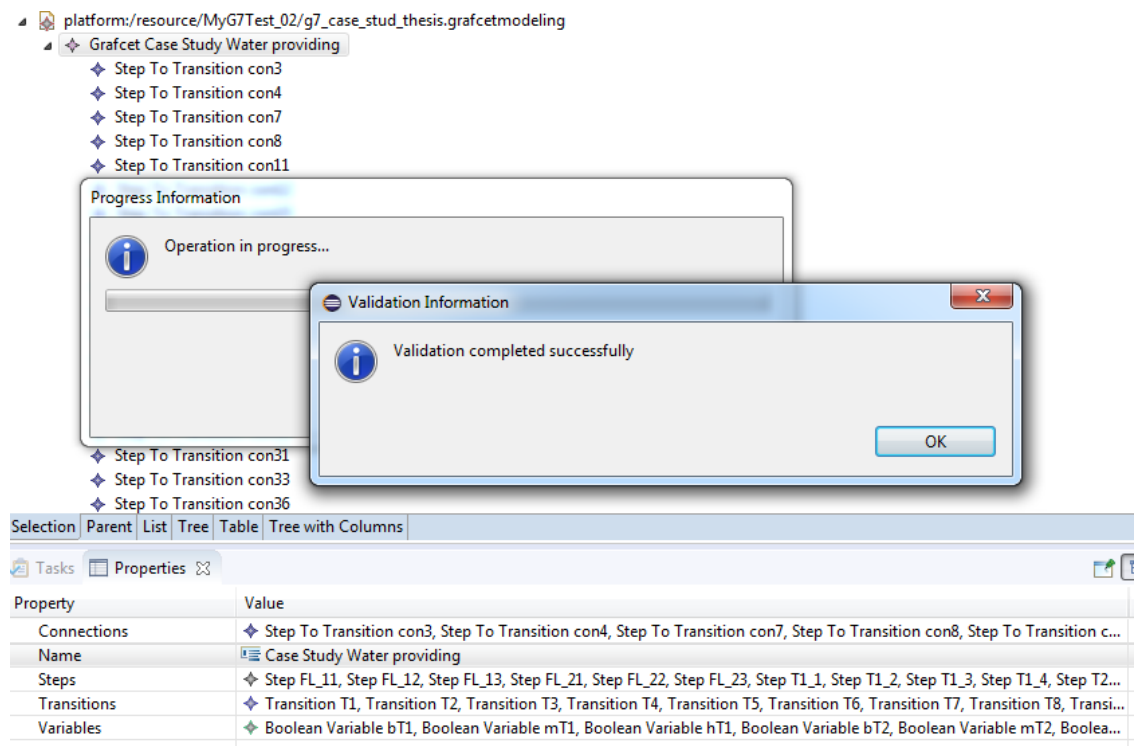 platform:/resource/MyG7Test_02/g7_case_stud_thesis.grafcetmodeling
Grafcet Case Study Water providing
Step To Transition con3
Step To Transition con4
Step To Transition con7
Step To Transition con8
Step To Transition con11
Progress Information
Operation in progress...
Validation Information
Validation completed successfully
OK
Step To Transition con31
Step To Transition con33
Step To Transition con36
Selection Parent List Tree Table Tree with Columns
Tasks Properties
Property Value
Connections Step To Transition con3, Step To Transition con4, Step To Transition con7, Step To Transition con8, Step To Transition c...
Name Case Study Water providing
Steps Step FL_11, Step FL_12, Step FL_13, Step FL_21, Step FL_22, Step FL_23, Step T1_1, Step T1_2, Step T1_3, Step T1_4, Step T2...
Transitions Transition T1, Transition T2, Transition T3, Transition T4, Transition T5, Transition T6, Transition T7, Transition T8, Transi...
Variables Boolean Variable bT1, Boolean Variable mT1, Boolean Variable hT1, Boolean Variable bT2, Boolean Variable mT2, Boolea...